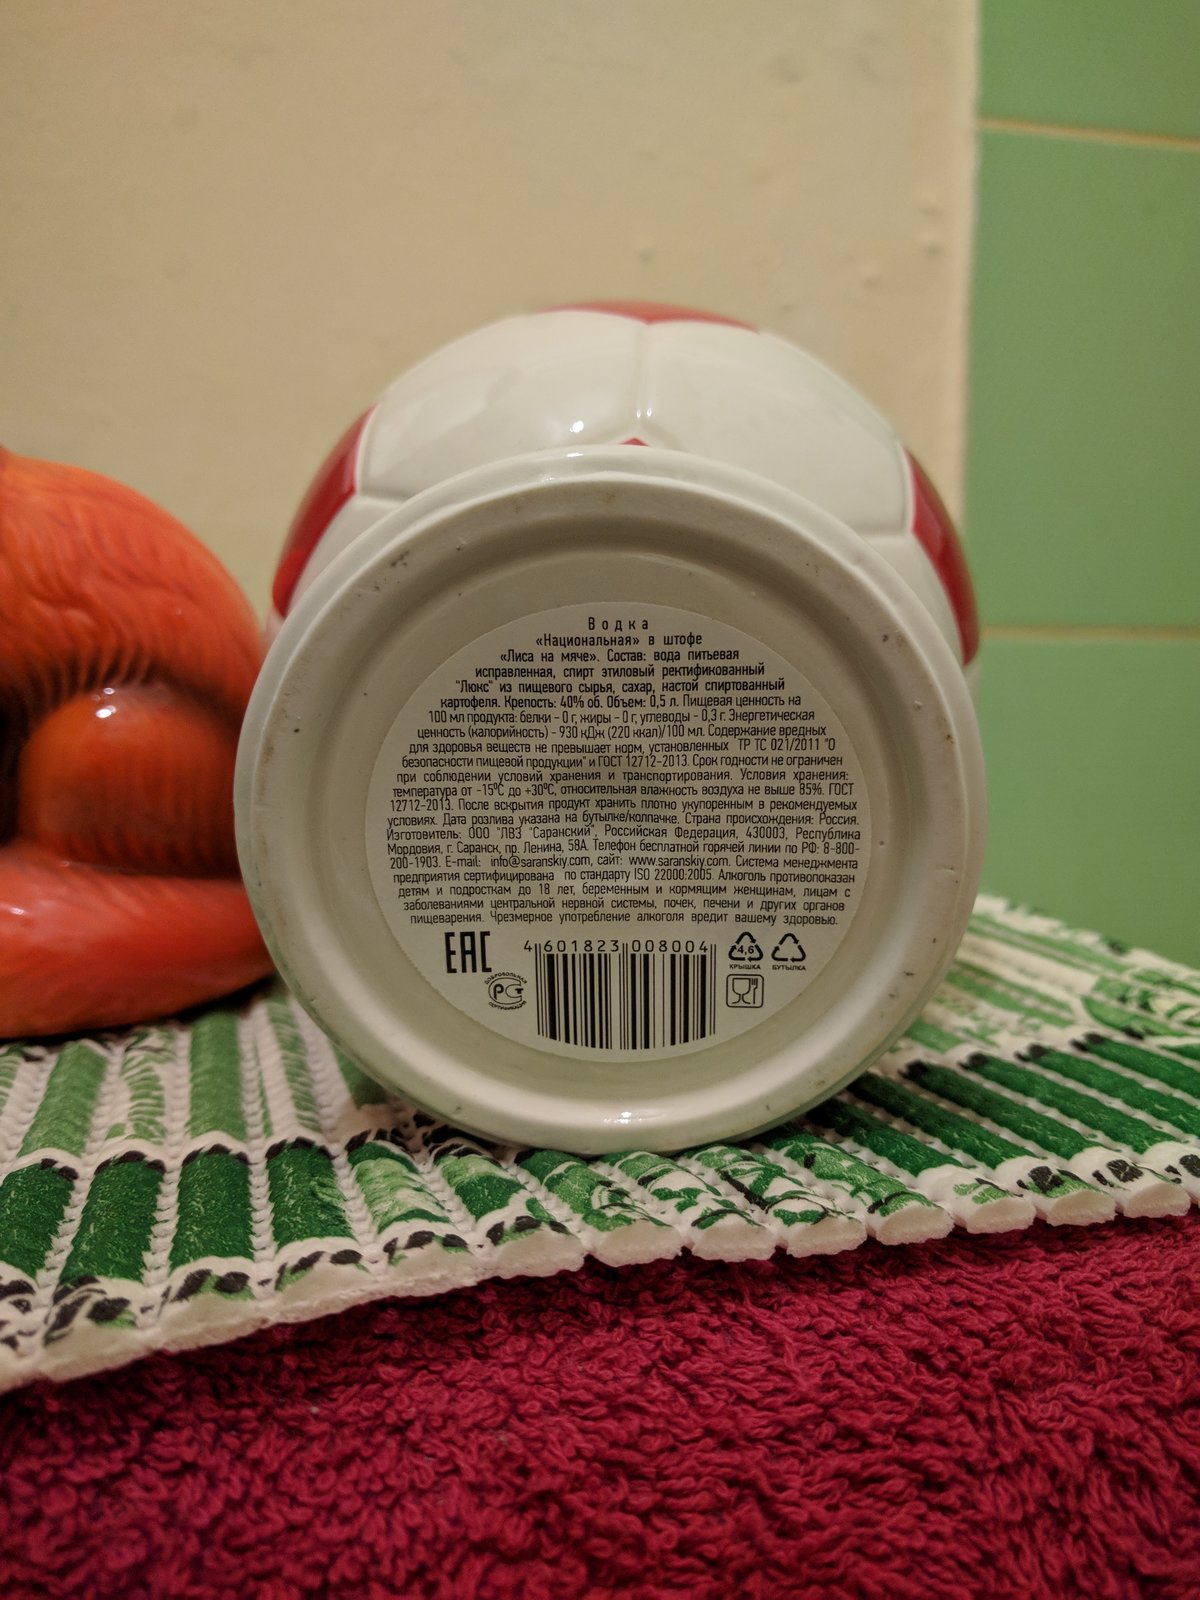 Водка
«Национальная» в штофе
«Лиса на мяче». Состав: вода питьевая
исправленная, спирт этиловый ректификованный
"Люкс" из пищевого сырья, сахар, настой спиртованный
картофеля. Крепость: 40% об. Объем: 0,5 л. Пищевая ценность на
100 мл продукта: белки - 0 г, жиры - 0 г, углеводы - 0,3 г. Энергетическая
ценность (калорийность) - 930 кДж (220 ккал)/100 мл. Содержание вредных
для здоровья веществ не превышает норм, установленных ТР ТС 021/2011 "О
безопасности пищевой продукции" и ГОСТ 12712-2013. Срок годности не ограничен
при соблюдении условий хранения и транспортирования. Условия хранения:
температура от -15⁰С до +30⁰С, относительная влажность воздуха не выше 85%. ГОСТ
12712-2013. После вскрытия продукт хранить плотно укупоренным в рекомендуемых
условиях. Дата розлива указана на бутылке/колпачке. Страна происхождения: Россия.
Изготовитель: ООО "ЛВЗ "Саранский", Российская Федерация, 430003, Республика
Мордовия, г. Саранск, пр. Ленина, 58А. Телефон бесплатной горячей линии по РФ: 8-800-
200-1903. E-mail: info@saranskiy.com, сайт: www.saranskiy.com. Система менеджмента
предприятия сертифицирована по стандарту ISO 22000:2005. Алкоголь противопоказан
детям и подросткам до 18 лет, беременным и кормящим женщинам, лицам с
заболеваниями центральной нервной системы, почек, печени и других органов
пищеварения. Чрезмерное употребление алкоголя вредит вашему здоровью.
ЕАС
ДОБРОВОЛЬНАЯ
РС
СЕРТИФИКАЦИЯ
4 601823 008004
4,6
КРЫШКА
БУТЫЛКА